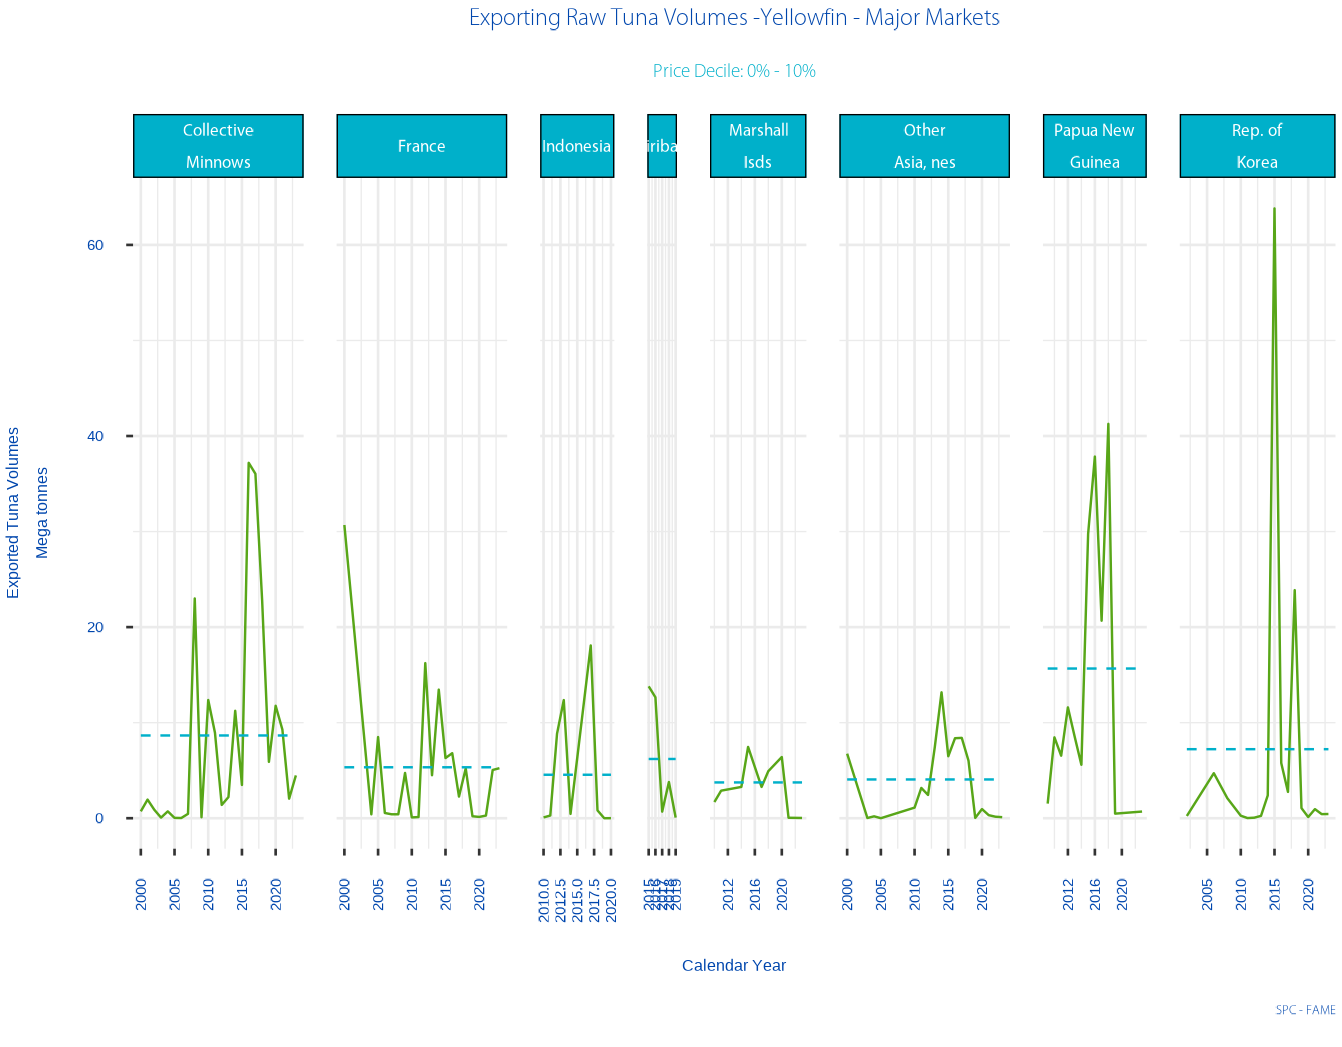 Exporting Raw Tuna Volumes -Yellowfin - Major Markets
Price Decile: 0% - 10%
Collective
Minnows
France
Indonesia
iriba
Marshall
Isds
Other
Asia, nes
Papua New
Guinea
Rep. of
Korea
60
40
20
0
Exported Tuna Volumes
Mega tonnes
2000 2005 2010 2015 2020
2000 2005 2010 2015 2020
2010.0 2012.5 2015.0 2017.5 2020.0
2015 2016 2017 2018 2019
2012 2016 2020
2000 2005 2010 2015 2020
2012 2016 2020
2005 2010 2015 2020
Calendar Year
SPC - FAME